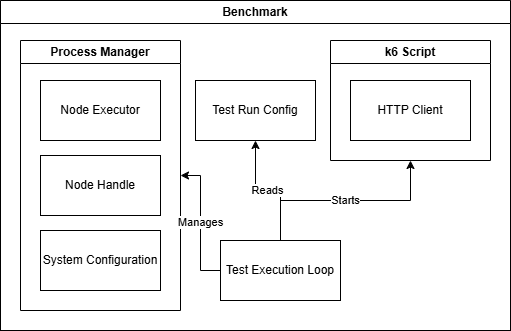 Benchmark
Process Manager
k6 Script
Node Executor
Test Run Config
HTTP Client
Node Handle
Reads
Starts
Manages
System Configuration
Test Execution Loop